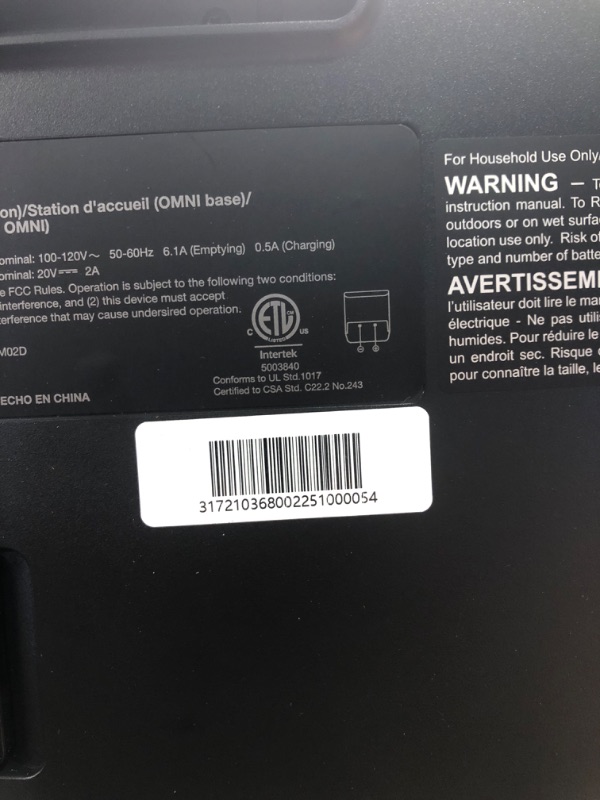 on)/Station d'accueil (OMNI base)/
OMNI)
ominal: 100-120V~ 50-60Hz 6.1A (Emptying) 0.5A (Charging)
ominal: 20V⎓ 2A
e FCC Rules. Operation is subject to the following two conditions:
interference, and (2) this device must accept
terference that may cause undersired operation.
M02D
ECHO EN CHINA
C ETL CM US
LISTED
Intertek
5003840
Conforms to UL Std.1017
Certified to CSA Std. C22.2 No.243
For Household Use Only
WARNING – T
instruction manual. To R
outdoors or on wet surfa
location use only. Risk of
type and number of batte
AVERTISSEME
l'utilisateur doit lire le ma
électrique - Ne pas utili
humides. Pour réduire le
un endroit sec. Risque
pour connaître la taille, le
317210368002251000054